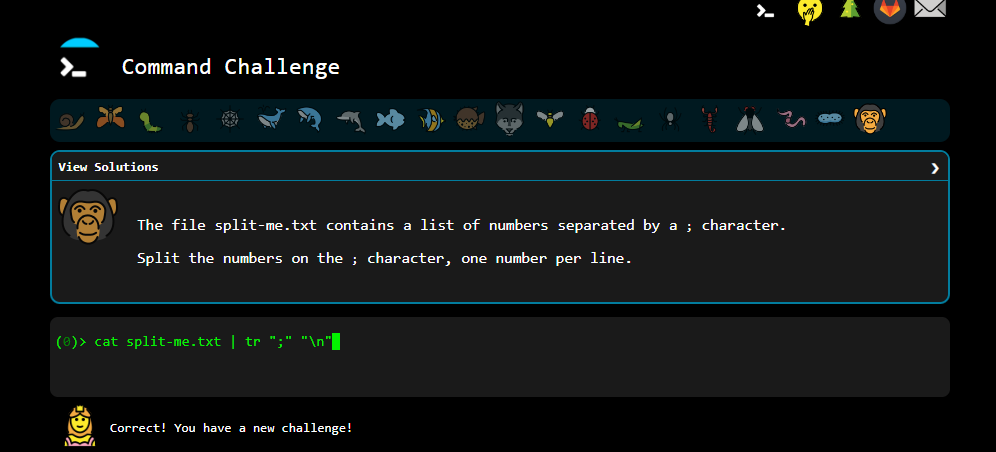 Command Challenge
View Solutions
The file split-me.txt contains a list of numbers separated by a ; character.
Split the numbers on the ; character, one number per line.
(0)> cat split-me.txt | tr ";" "\n"
Correct! You have a new challenge!